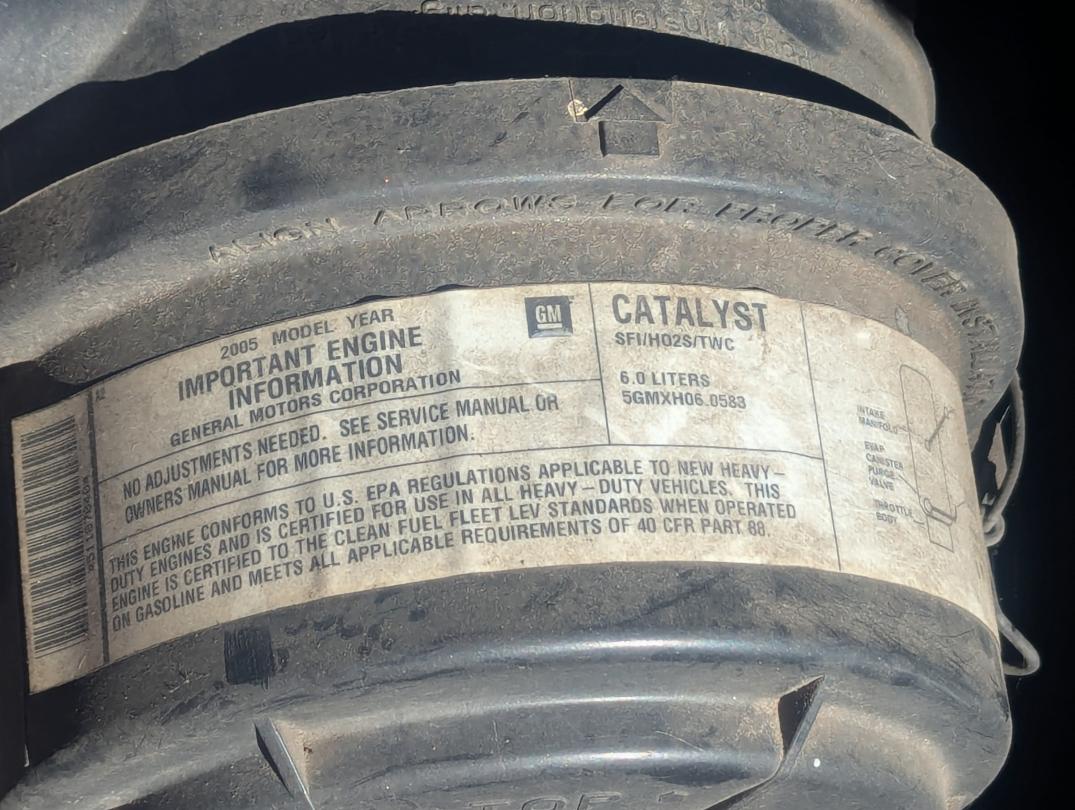 ALIGN ARROWS FOR PROPER COVER INSTALLATION
2005 MODEL YEAR
IMPORTANT ENGINE
INFORMATION
GENERAL MOTORS CORPORATION
GM
NO ADJUSTMENTS NEEDED. SEE SERVICE MANUAL OR
OWNERS MANUAL FOR MORE INFORMATION.
CATALYST
SFI/HO2S/TWC
6.0 LITERS
5GMXH06.0583
THIS ENGINE CONFORMS TO U.S. EPA REGULATIONS APPLICABLE TO NEW HEAVY-
DUTY ENGINES AND IS CERTIFIED FOR USE IN ALL HEAVY-DUTY VEHICLES. THIS
ENGINE IS CERTIFIED TO THE CLEAN FUEL FLEET LEV STANDARDS WHEN OPERATED
ON GASOLINE AND MEETS ALL APPLICABLE REQUIREMENTS OF 40 CFR PART 88.
INTAKE
MANIFOLD
EVAP
CANISTER
PURGE
VALVE
THROTTLE
BODY